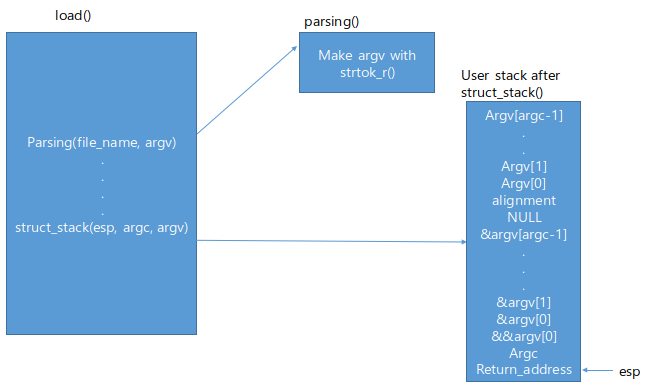 load()
Parsing(file_name, argv)
.
.
.
.
struct_stack(esp, argc, argv)
parsing()
Make argv with
strtok_r()
User stack after
struct_stack()
Argv[argc-1]
.
.
Argv[1]
Argv[0]
alignment
NULL
&argv[argc-1]
.
.
.
&argv[1]
&argv[0]
&&argv[0]
Argc
Return_address
esp